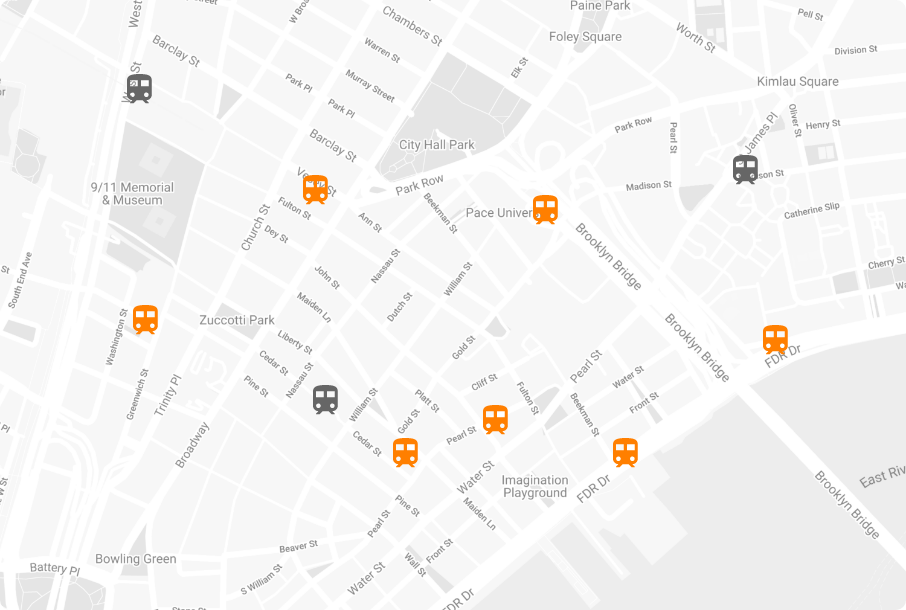 Paine Park
Pell St
Chambers St
Worth St
Foley Square
Barclay St
Warren St
Division St
Elk St
Kimlau Square
Murray Street
Park Pl
Park Pl
Oliver St
Henry St
Park Row
Pearl St
James Pl
Barclay St
City Hall Park
9/11 Memorial
& Museum
Park Row
Madison St
Fulton St
Ann St
Beekman St
Catherine Slip
Church St
Dey St
Brooklyn Bridge
South End Ave
John St
Nassau St
William St
Cherry St
Maiden Ln
Dutch St
Zuccotti Park
Washington St
Liberty St
Gold St
Brooklyn Bridge
FDR Dr
Cedar St
Pearl St
Water St
Pine St
Nassau St
Greenwich St
Trinity Pl
Cliff St
Fulton St
Platt St
William St
Gold St
Front St
Beekman St
Broadway
Cedar St
Pearl St
Water St
Imagination
Playground
FDR Dr
East Riv
Brooklyn Bridge
Pine St
Maiden Ln
Pearl St
Beaver St
Front St
Bowling Green
Wall St
Battery Pl
S William St
Water St
FDR Dr